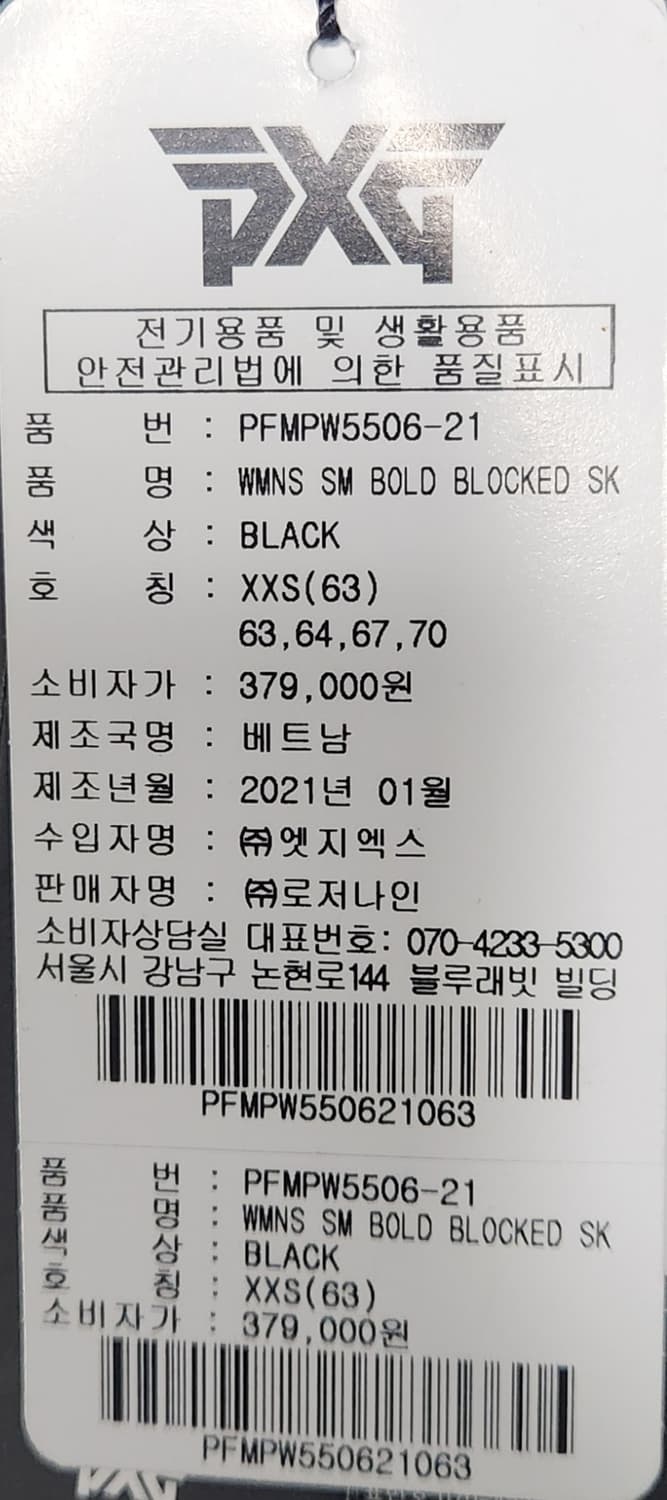 PXG
전기용품 및 생활용품
안전관리법에 의한 품질표시
품 번 : PFMPW5506-21
품 명 : WMNS SM BOLD BLOCKED SK
색 상 : BLACK
호 칭 : XXS(63)
63,64,67,70
소비자가 : 379,000원
제조국명 : 베트남
제조년월 : 2021년 01월
수입자명 : ㈜엣지엑스
판매자명 : ㈜로저나인
소비자상담실 대표번호: 070-4233-5300
서울시 강남구 논현로144 블루래빗 빌딩
PFMPW550621063
품 번 : PFMPW5506-21
품 명 : WMNS SM BOLD BLOCKED SK
색 상 : BLACK
호 칭 : XXS(63)
소비자가 : 379,000원
PFMPW550621063
PXG